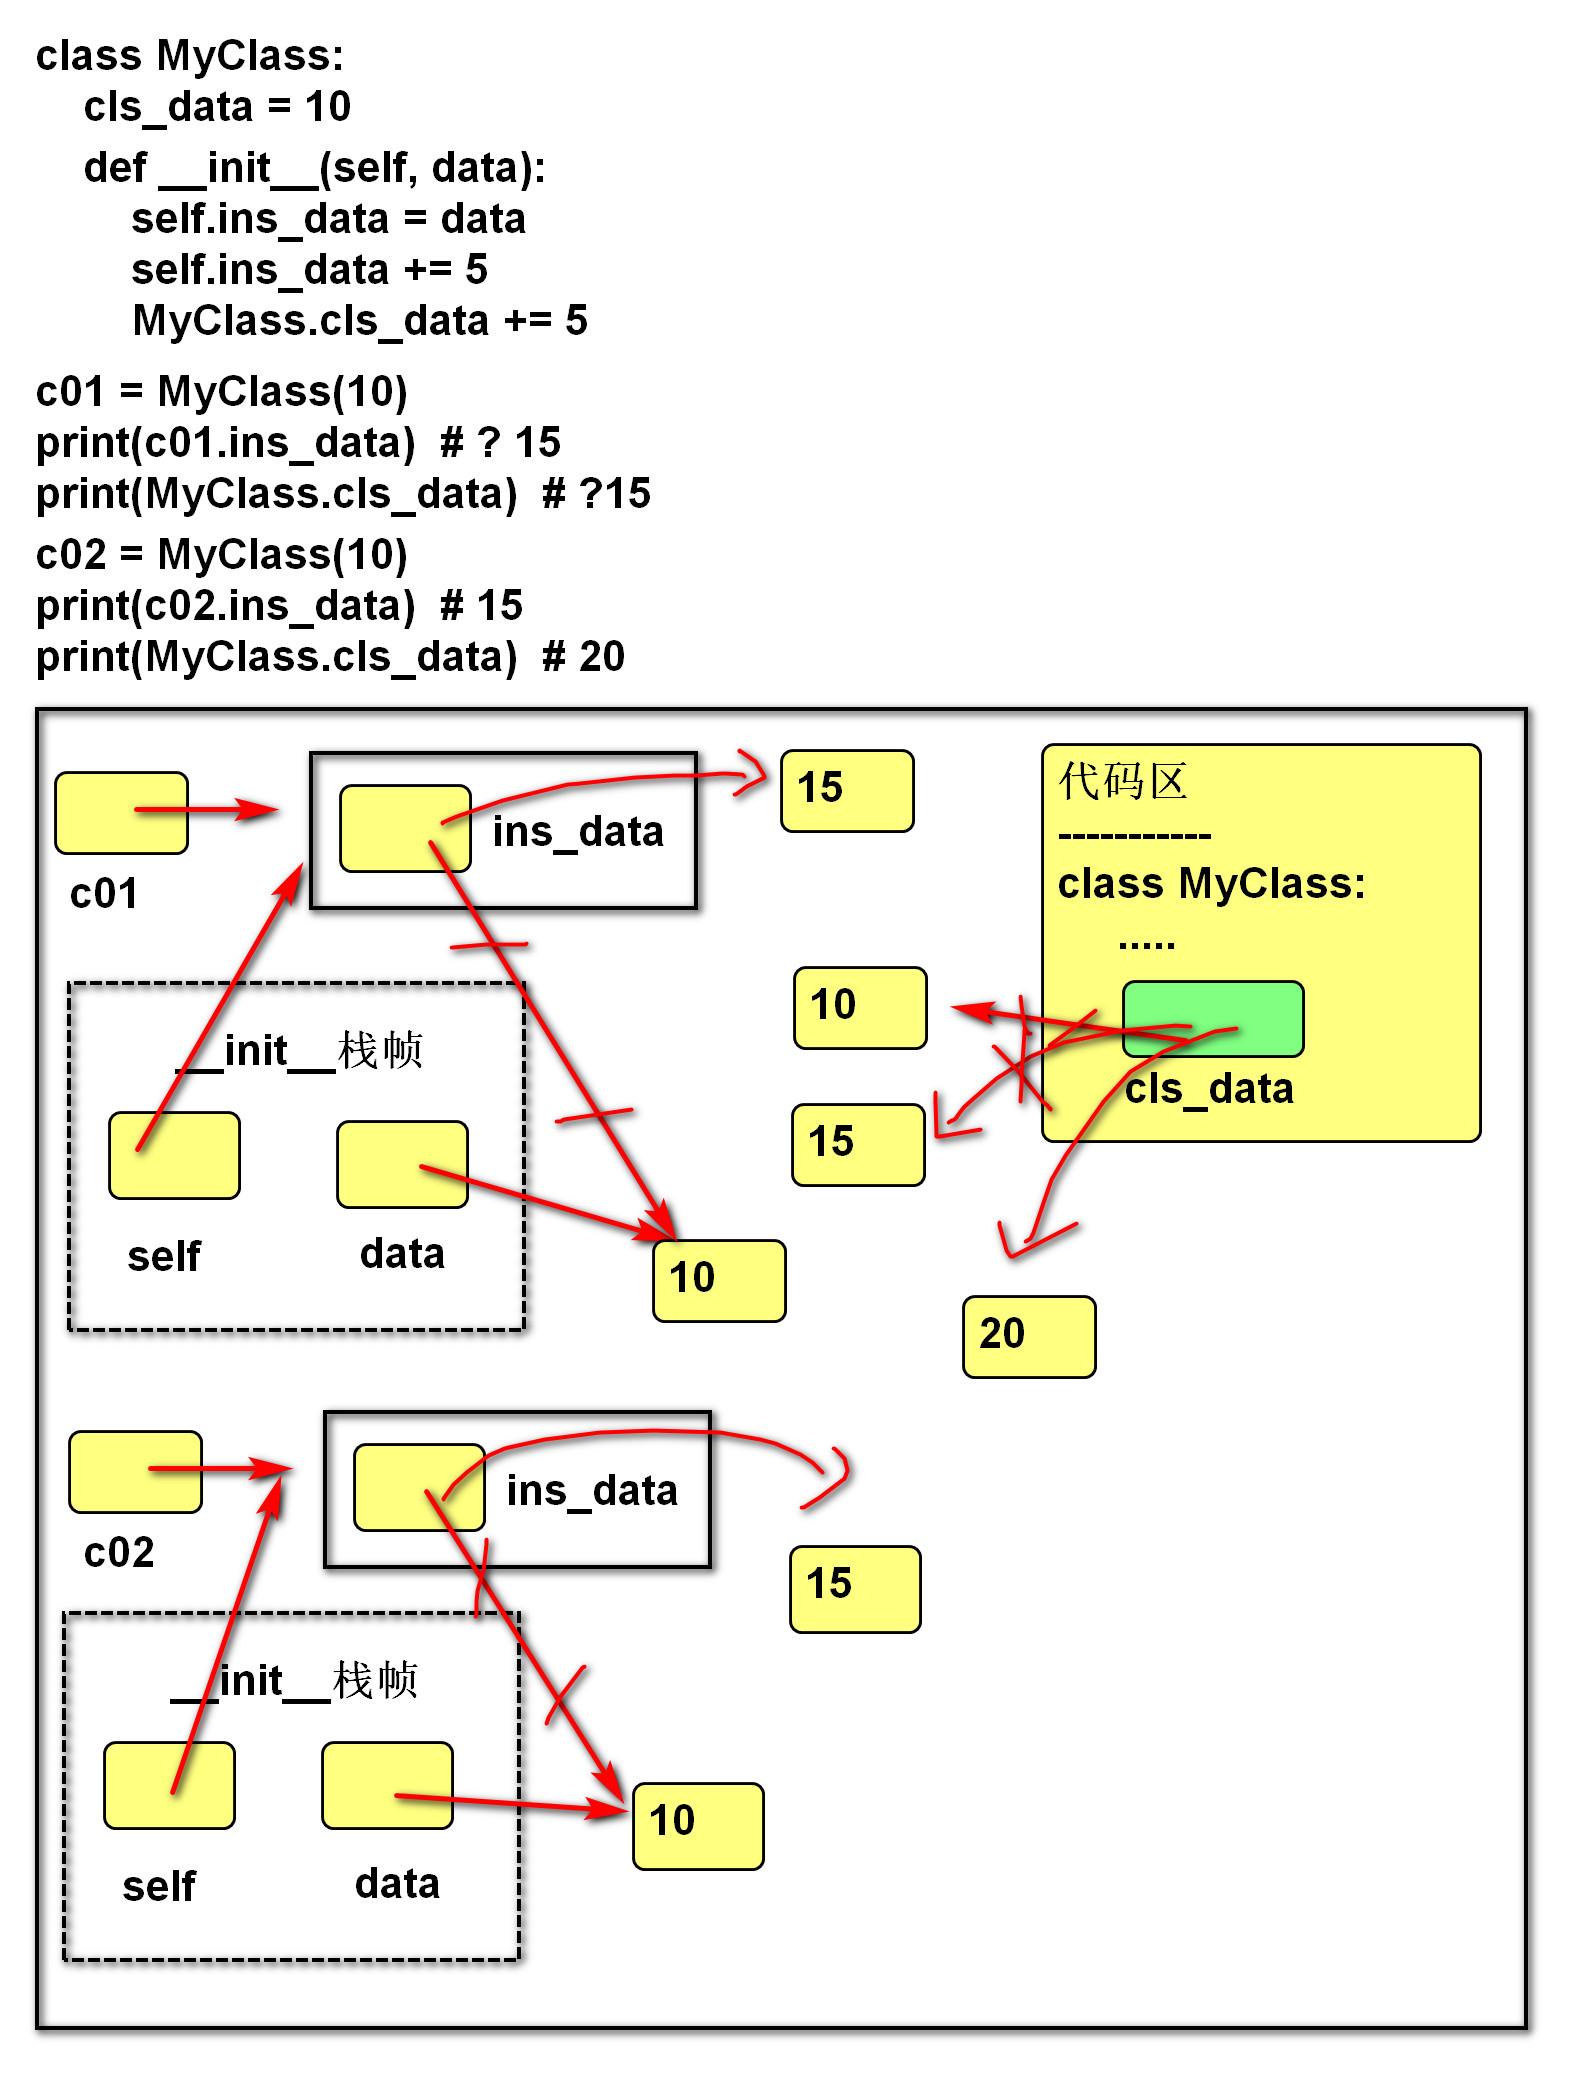 class MyClass:
cls_data = 10
def __init__(self, data):
self.ins_data = data
self.ins_data += 5
MyClass.cls_data += 5
c01 = MyClass(10)
print(c01.ins_data)  # ? 15
print(MyClass.cls_data)  # ?15
c02 = MyClass(10)
print(c02.ins_data)  # 15
print(MyClass.cls_data)  # 20
c01
ins_data
15
代码区
-----------
class MyClass:
.....
cls_data
10
15
20
__init__栈帧
self
data
10
c02
ins_data
15
__init__栈帧
self
data
10